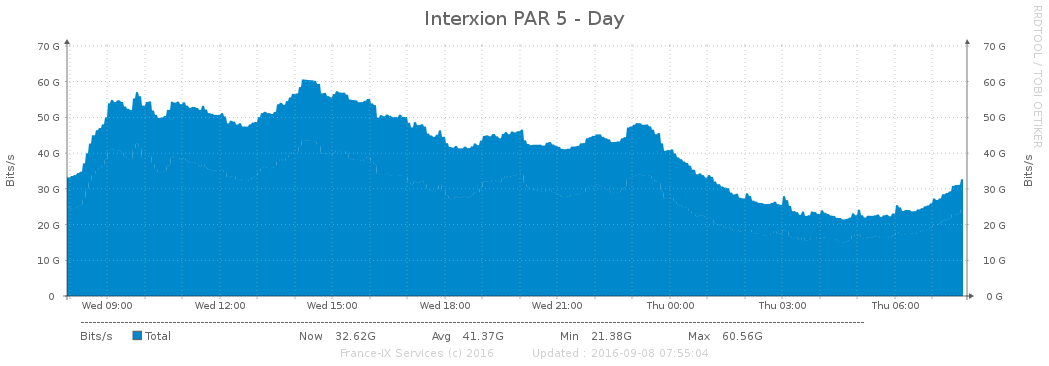 Interxion PAR 5 - Day
RRDTOOL / TOBI OETIKER
70 G 70 G
60 G 60 G
50 G 50 G
40 G 40 G
30 G 30 G
20 G 20 G
10 G 10 G
0 0 G
Bits/s
Bits/s
Wed 09:00 Wed 12:00 Wed 15:00 Wed 18:00 Wed 21:00 Thu 00:00 Thu 03:00 Thu 06:00
Bits/s Total Now 32.62G Avg 41.37G Min 21.38G Max 60.56G
France-IX Services (c) 2016 Updated : 2016-09-08 07:55:04